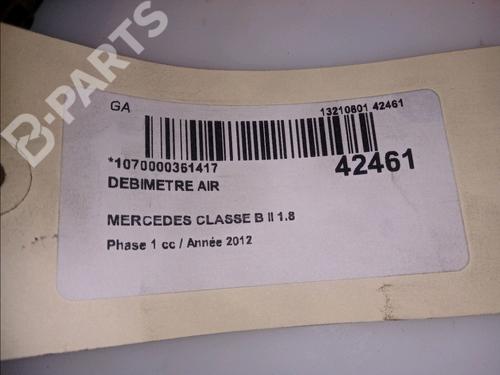 B-PARTS
GA
13210801 42461
*1070000361417
42461
DEBIMETRE AIR
MERCEDES CLASSE B II 1.8
Phase 1 cc / Année 2012